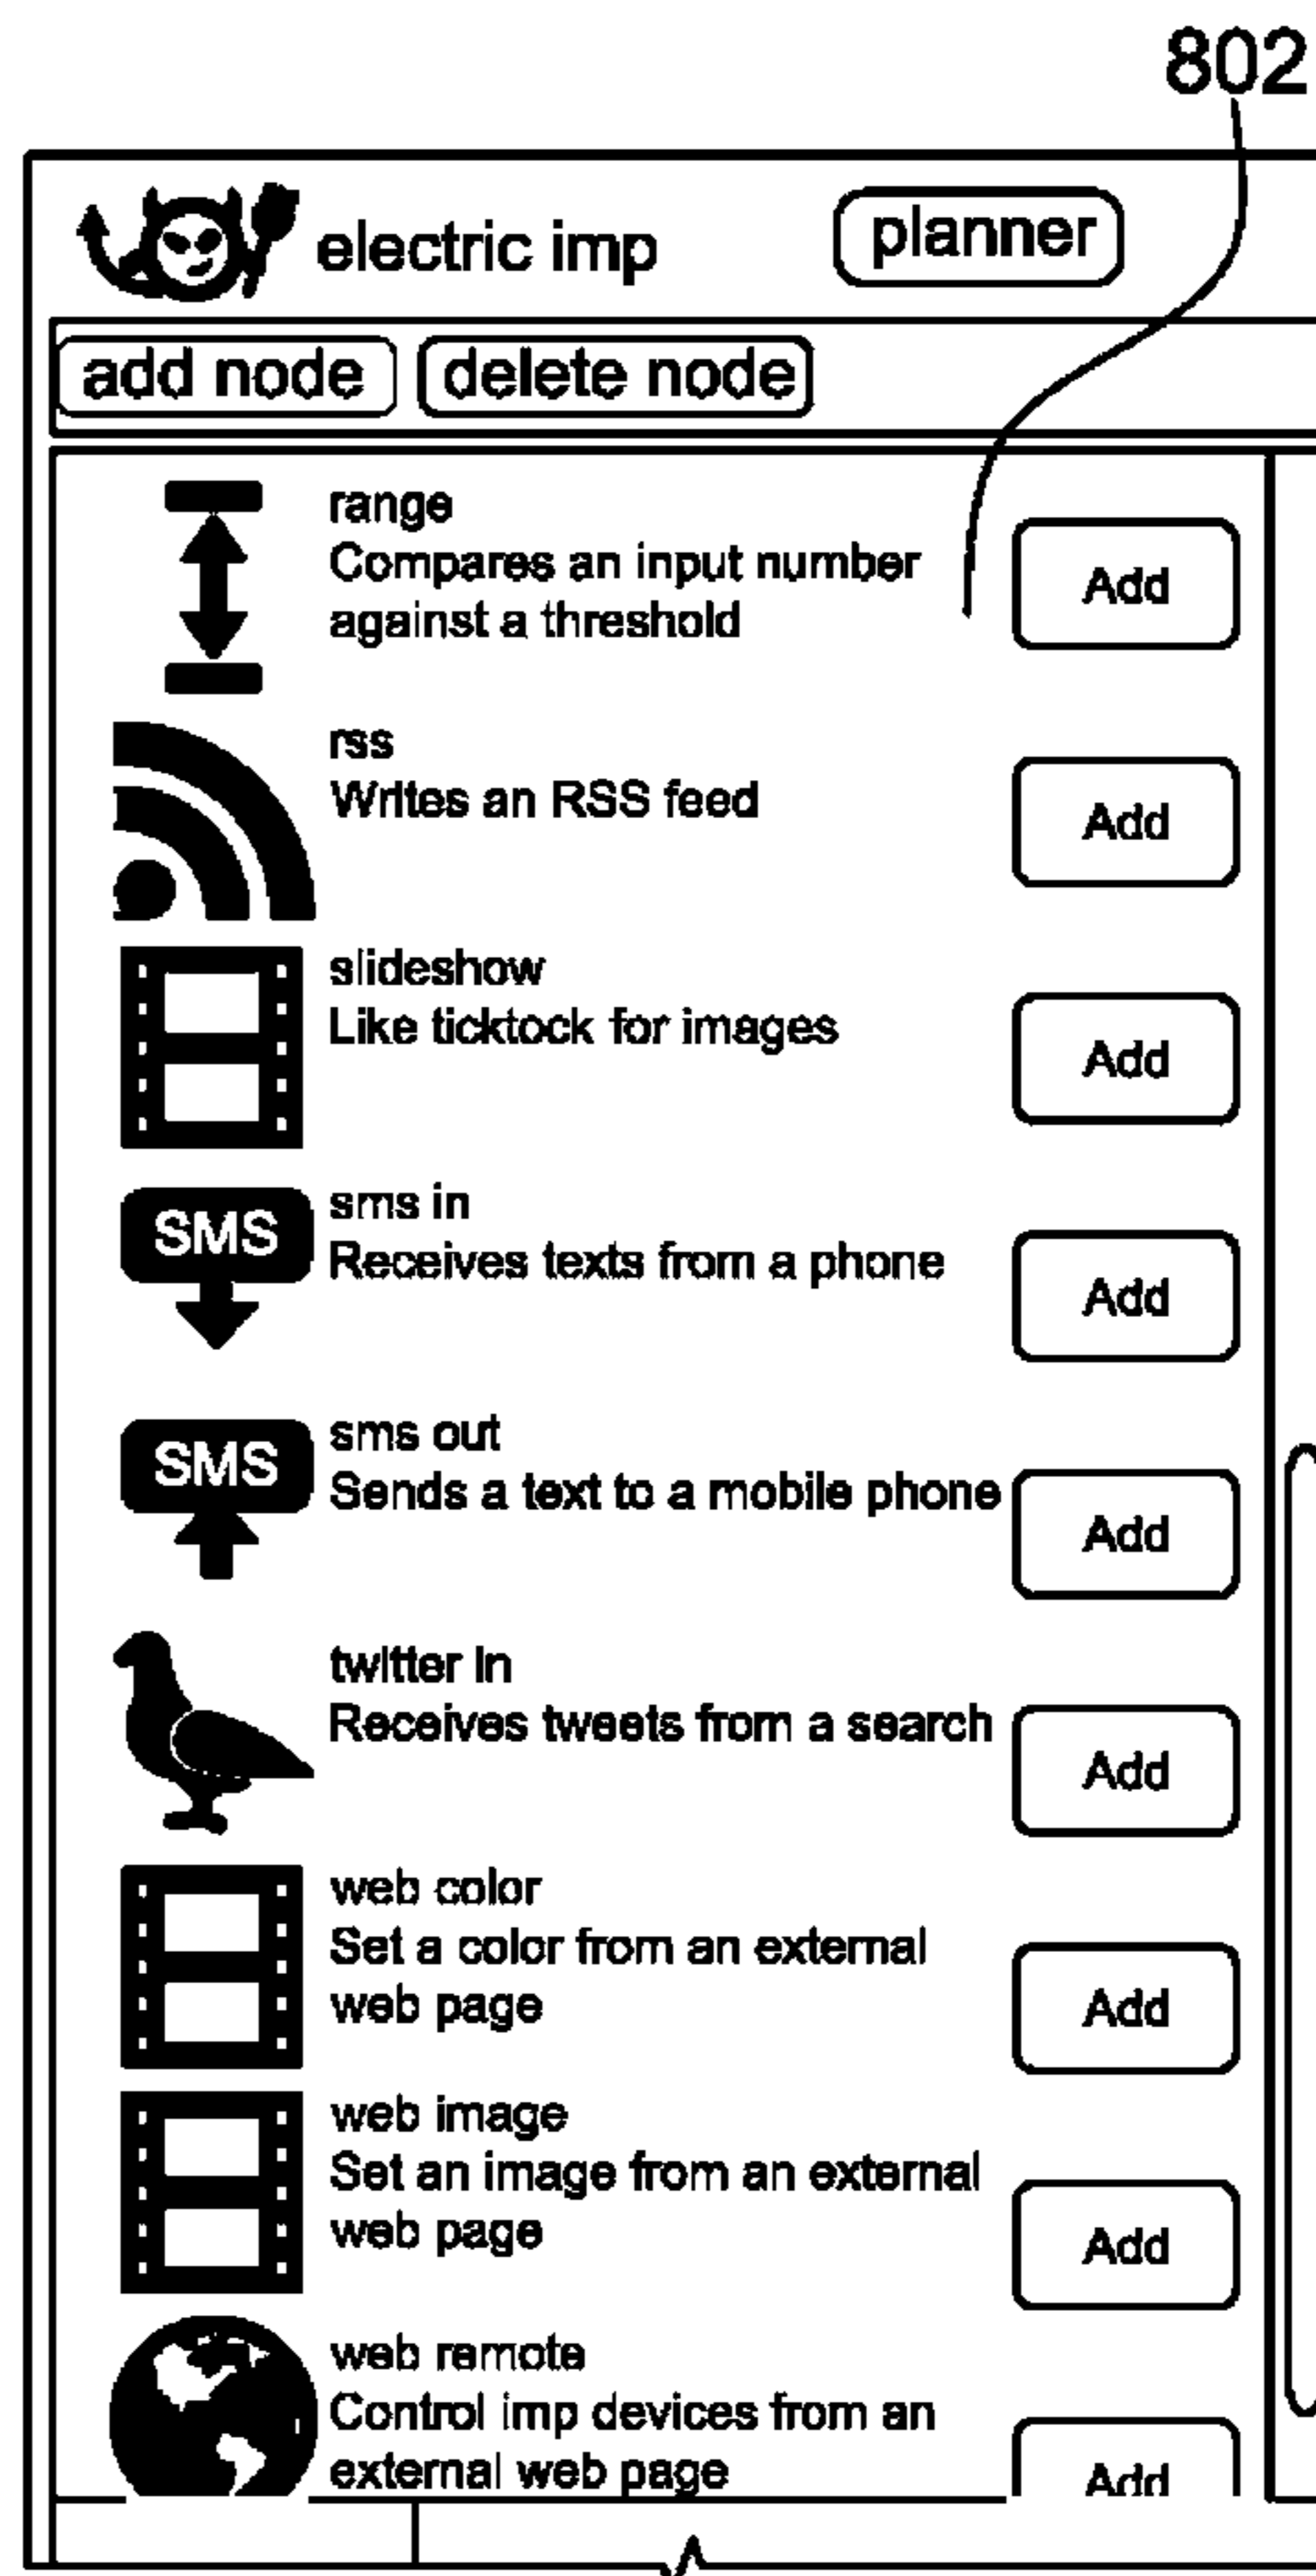 802
electric imp
planner
add node
delete node
range
Compares an input number
against a threshold
Add
rss
Writes an RSS feed
Add
slideshow
Like ticktock for images
Add
SMS
sms in
Receives texts from a phone
Add
SMS
sms out
Sends a text to a mobile phone
Add
twitter in
Receives tweets from a search
Add
web color
Set a color from an external
web page
Add
web image
Set an image from an external
web page
Add
web remote
Control imp devices from an
external web page
Add